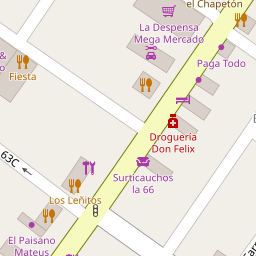 el Chapetón
La Despensa
Mega Mercado
&
Fiesta
Paga Todo
Droguería
Don Felix
63C
Surticauchos
la 66
Los Leñitos
El Paisano
Mateus